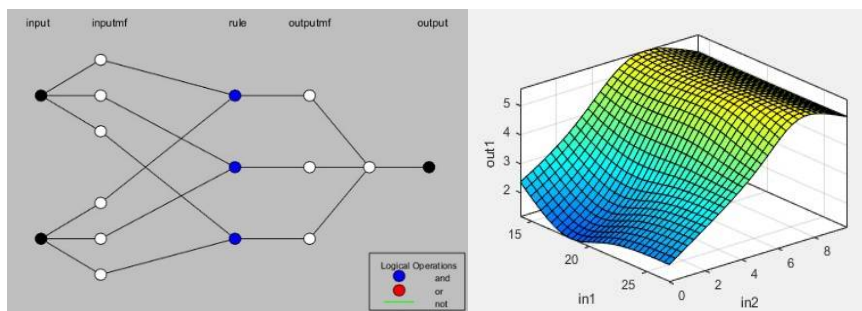 input inputmf rule outputmf output
Logical Operations
and
or
not
5
4
3
2
out1
15
20
25
in1
0
2
4
6
8
in2